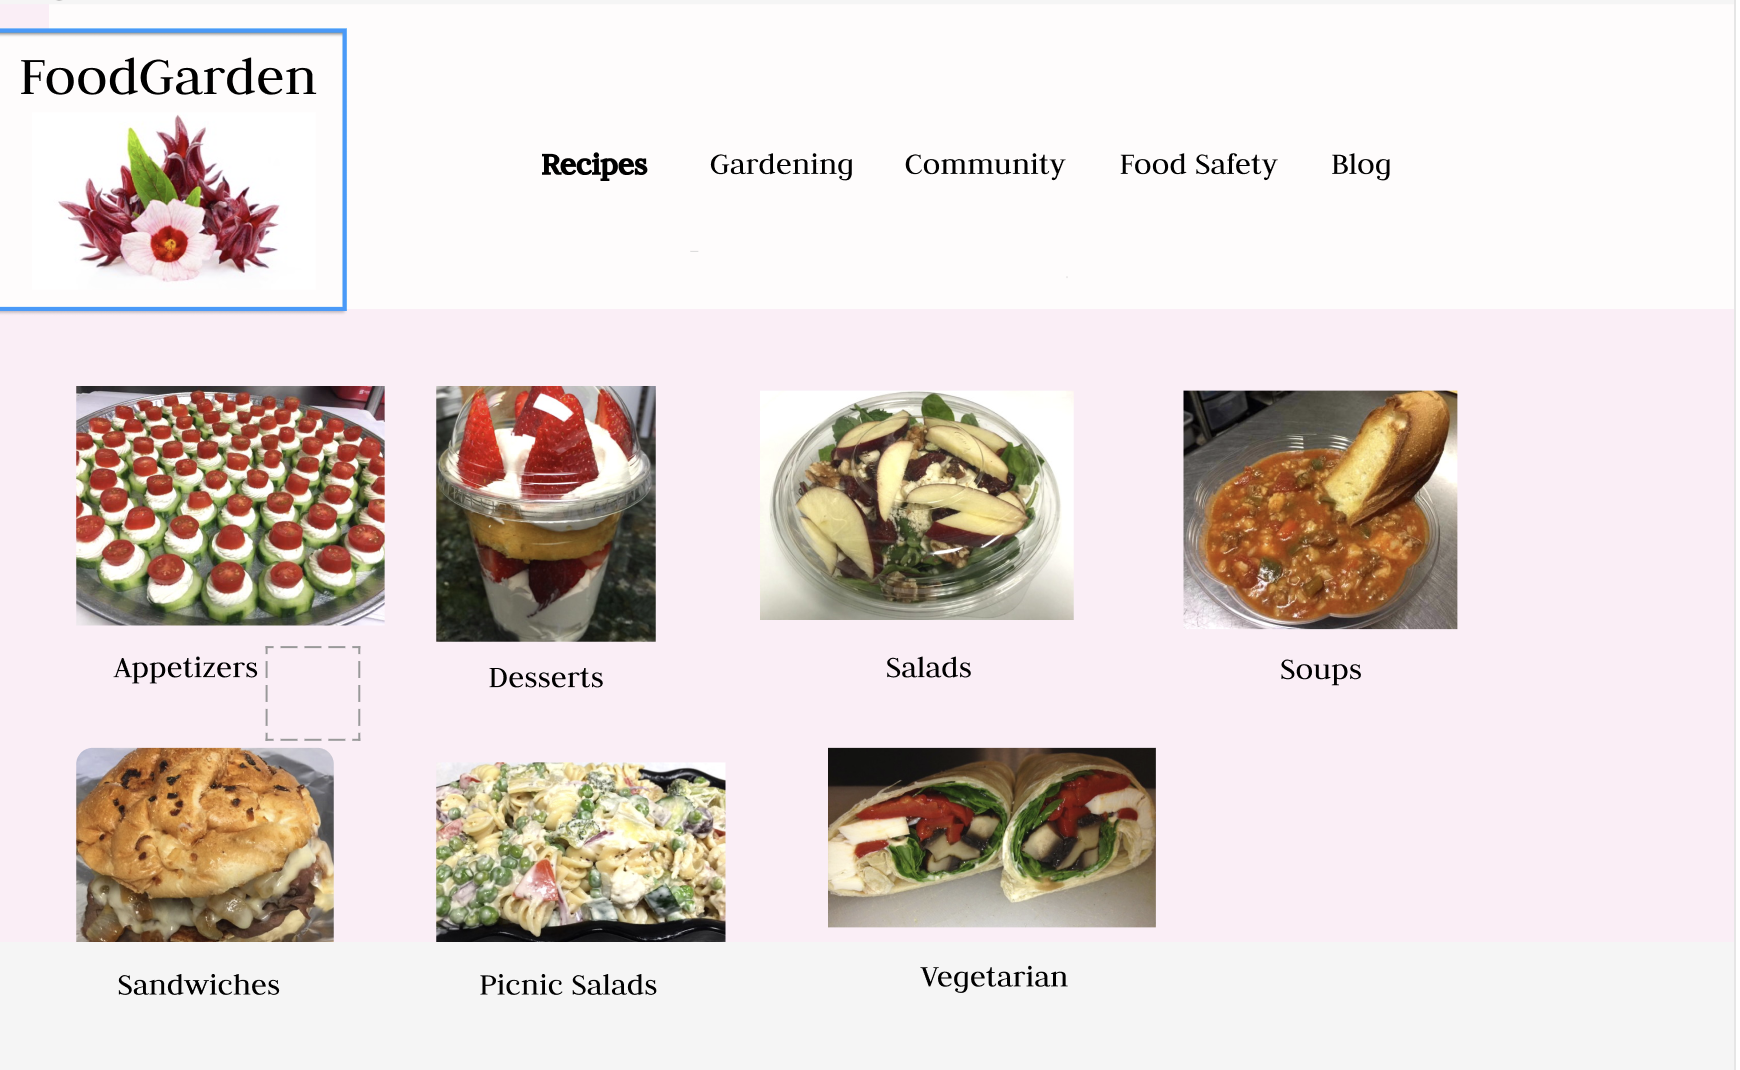 FoodGarden
Recipes Gardening Community Food Safety Blog
Appetizers Desserts Salads Soups
Sandwiches Picnic Salads Vegetarian